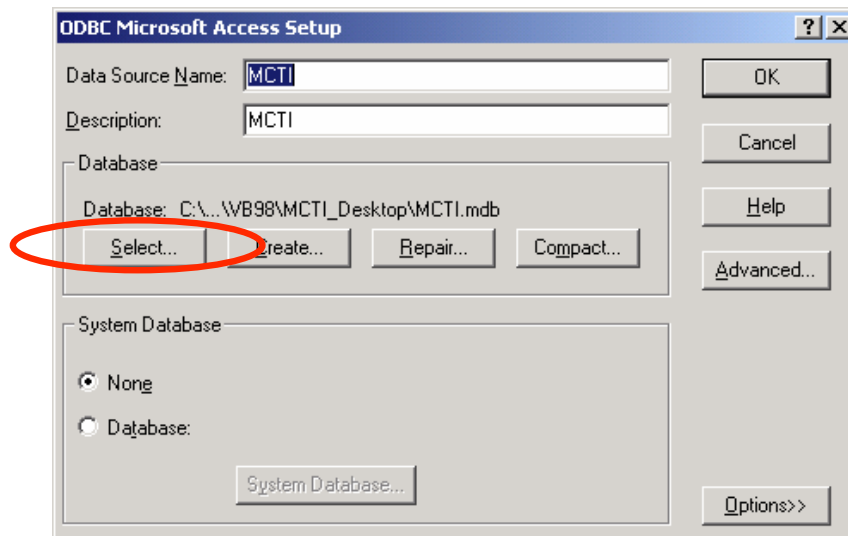 ODBC Microsoft Access Setup
Data Source Name: MCTI
OK
Description: MCTI
Cancel
Database
Database: C:\...\VB98\MCTI_Desktop\MCTI.mdb
Help
Select... Create... Repair... Compact...
Advanced...
System Database
None
Database:
System Database...
Options>>